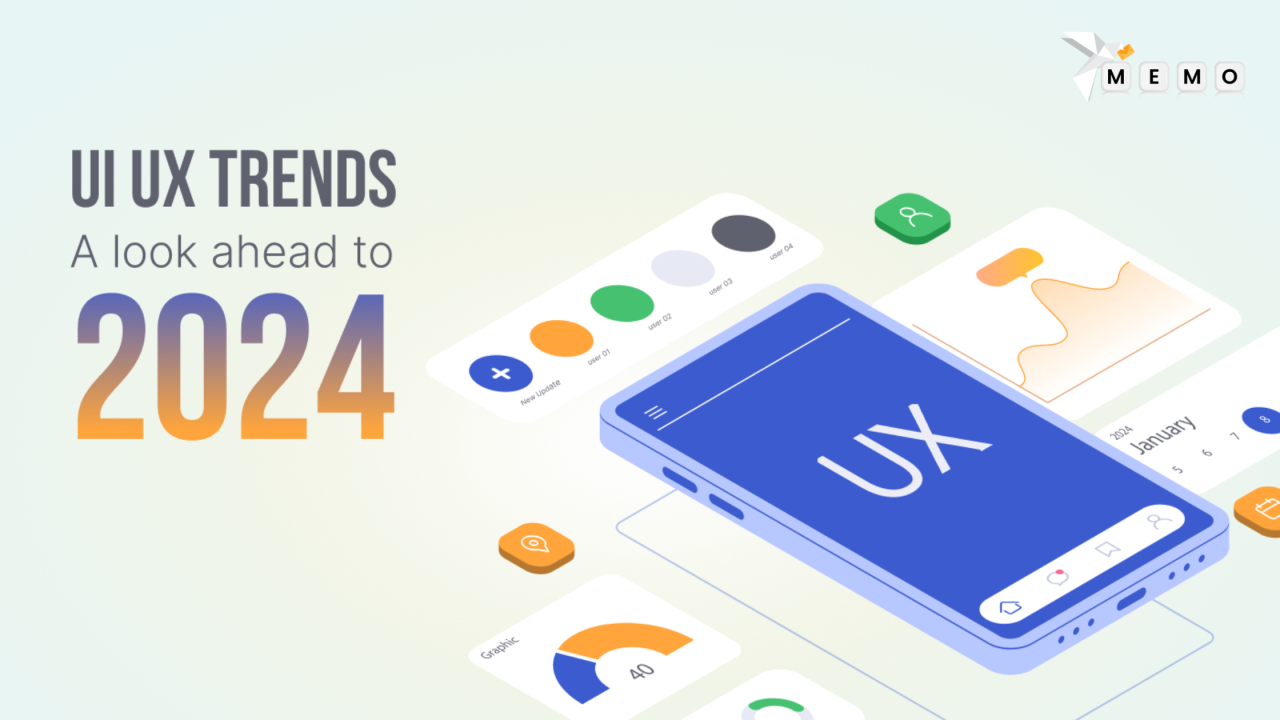 MEMO
UI UX TRENDS
A look ahead to
2024
New Update
user 01
user 02
user 03
user 04
UX
2024
January
5 6 7 8
Graphic
40